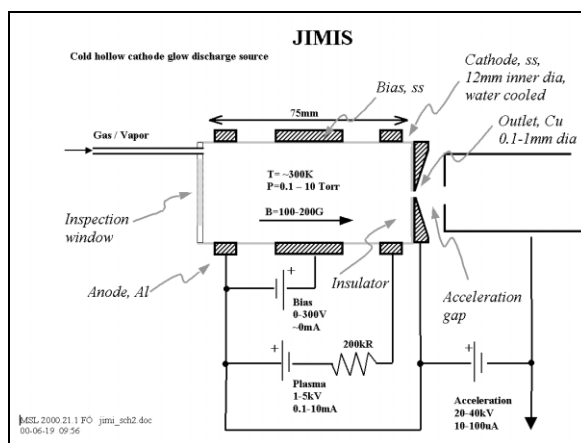 JIMIS
Cold hollow cathode glow discharge source
Cathode, ss,
12mm inner dia,
water cooled
Bias, ss
75mm
Outlet, Cu
0.1-1mm dia
Gas / Vapor
T= ~300K
P=0.1 – 10 Torr
B=100-200G
Inspection
window
Insulator
Acceleration
gap
Anode, Al
+
Bias
0-300V
~0mA
200kR
+
Plasma
1-5kV
0.1-10mA
+
Acceleration
20-40kV
10-100uA
MSL 2000.21.1 FÖ jimi_sch2.doc
00-06-19 09:56